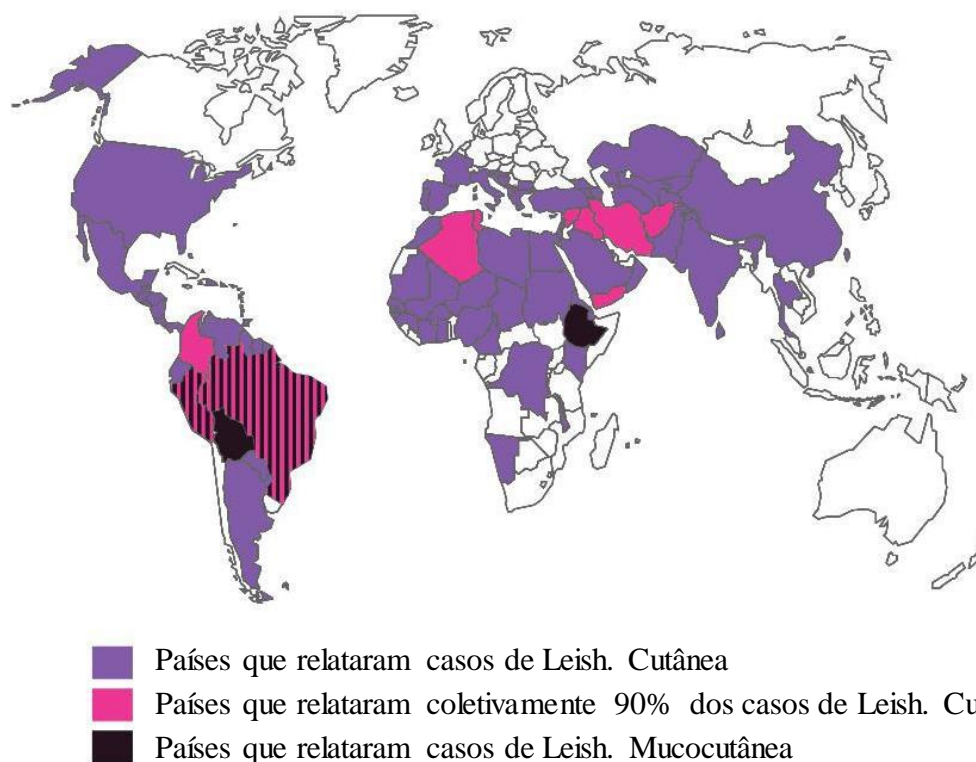 Países que relataram casos de Leish. Cutânea
Países que relataram coletivamente 90% dos casos de Leish. Cu
Países que relataram casos de Leish. Mucocutânea